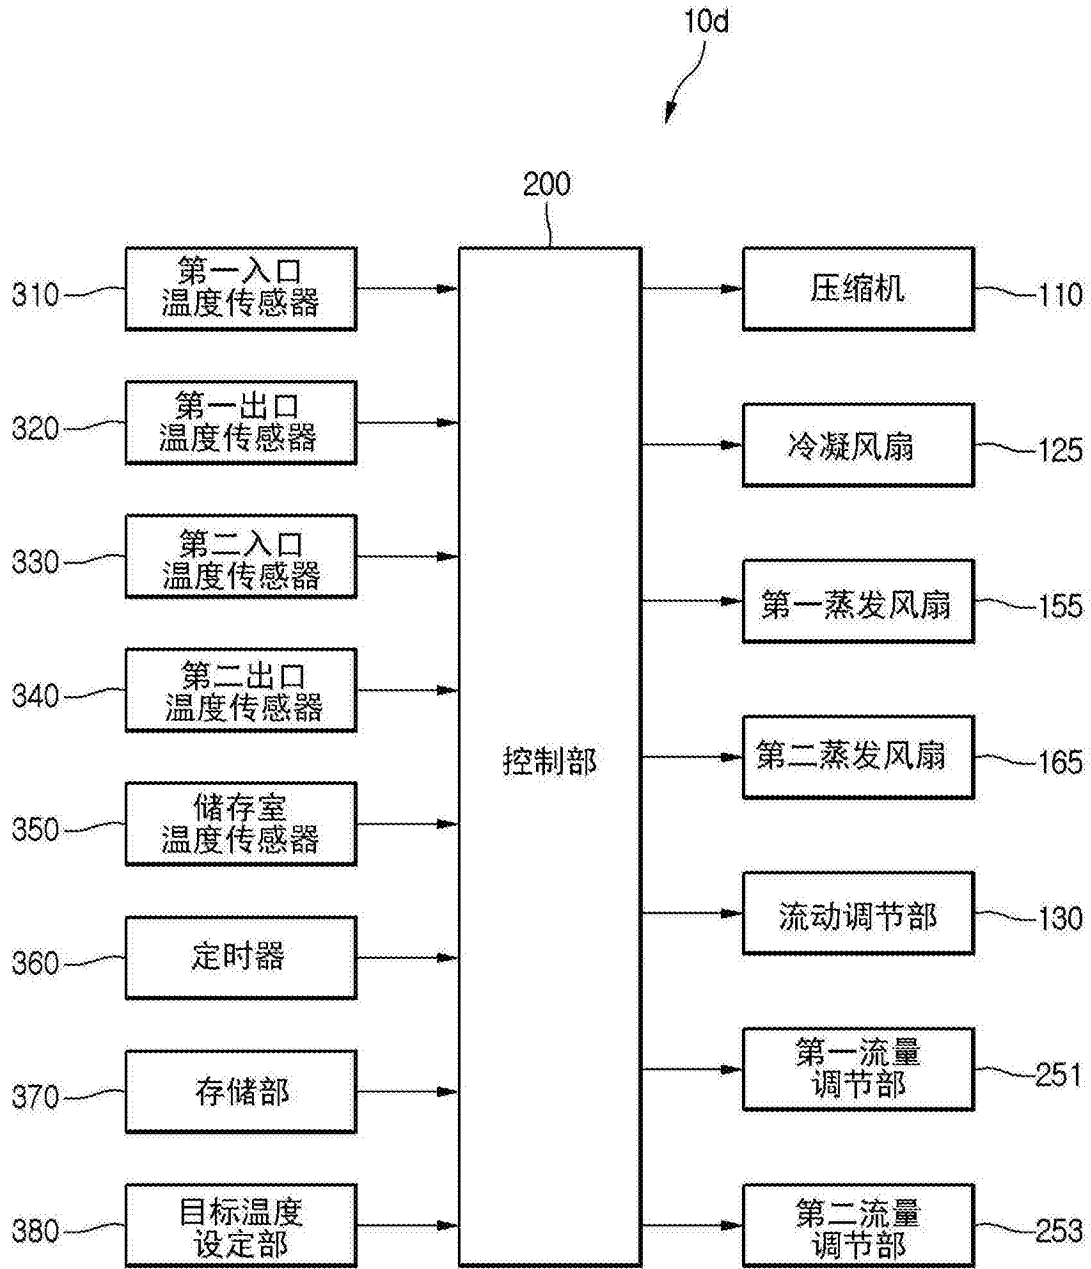 10d
200
310
第一入口
温度传感器
320
第一出口
温度传感器
330
第二入口
温度传感器
340
第二出口
温度传感器
350
储存室
温度传感器
360
定时器
370
存储部
380
目标温度
设定部
控制部
压缩机
110
冷凝风扇
125
第一蒸发风扇
155
第二蒸发风扇
165
流动调节部
130
第一流量
调节部
251
第二流量
调节部
253